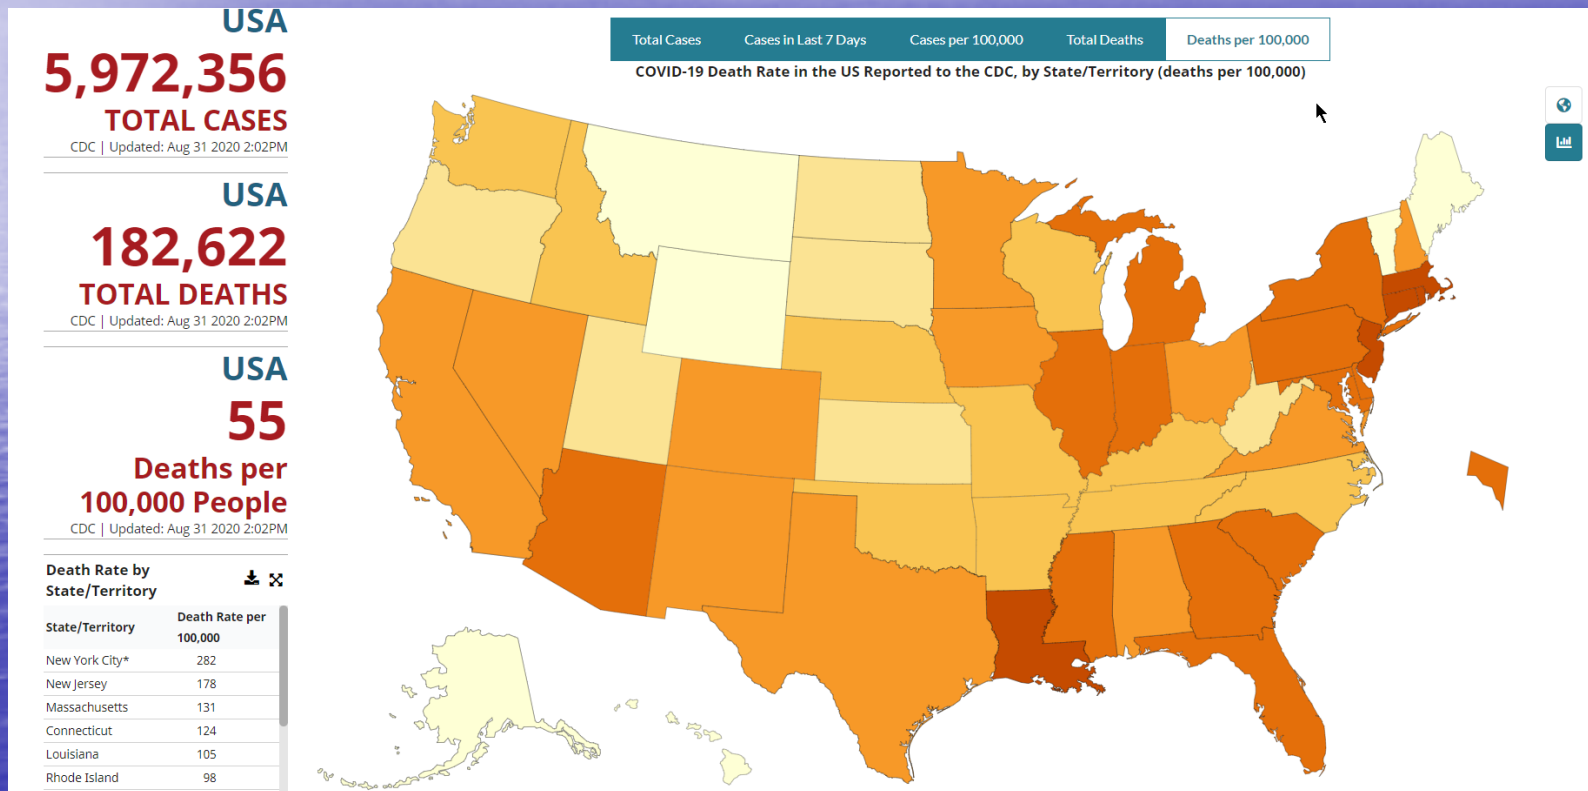 USA
5,972,356
TOTAL CASES
CDC | Updated: Aug 31 2020 2:02PM
USA
182,622
TOTAL DEATHS
CDC | Updated: Aug 31 2020 2:02PM
USA
55
Deaths per
100,000 People
CDC | Updated: Aug 31 2020 2:02PM
Death Rate by
State/Territory
State/Territory Death Rate per
100,000
New York City* 282
New Jersey 178
Massachusetts 131
Connecticut 124
Louisiana 105
Rhode Island 98
Total Cases Cases in Last 7 Days Cases per 100,000 Total Deaths Deaths per 100,000
COVID-19 Death Rate in the US Reported to the CDC, by State/Territory (deaths per 100,000)